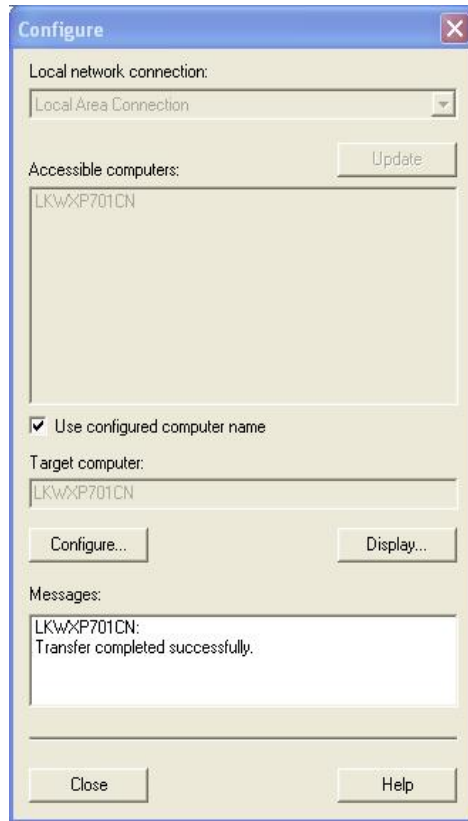 Configure
Local network connection:
Local Area Connection
Update
Accessible computers:
LKWXP701CN
Use configured computer name
Target computer:
LKWXP701CN
Configure...
Display...
Messages:
LKWXP701CN:
Transfer completed successfully.
Close
Help